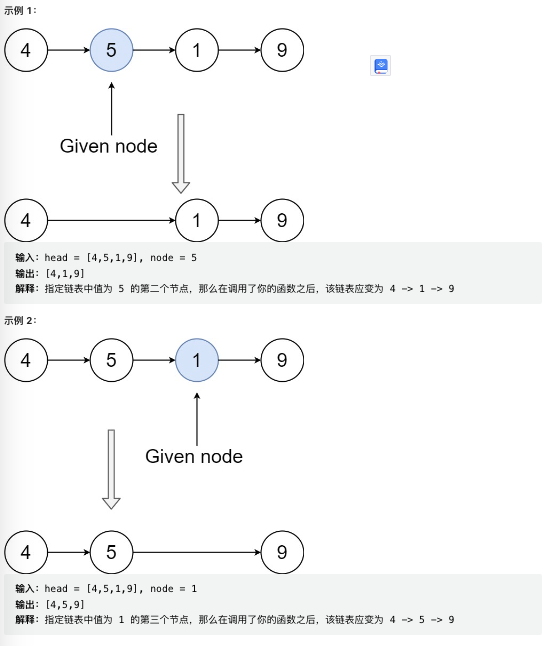 示例 1：
4 5 1 9
Given node
4 1 9
输入：head = [4,5,1,9], node = 5
输出：[4,1,9]
解释：指定链表中值为 5 的第二个节点，那么在调用了你的函数之后，该链表应变为 4 -> 1 -> 9
示例 2：
4 5 1 9
Given node
4 5 9
输入：head = [4,5,1,9], node = 1
输出：[4,5,9]
解释：指定链表中值为 1 的第三个节点，那么在调用了你的函数之后，该链表应变为 4 -> 5 -> 9